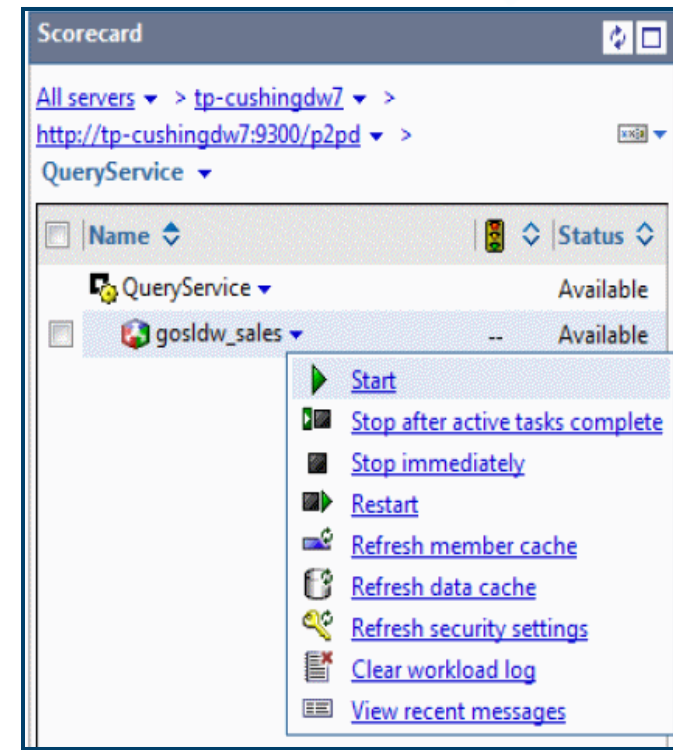 Scorecard
All servers > tp-cushingdw7 >
http://tp-cushingdw7:9300/p2pd >
QueryService
Name Status
QueryService Available
gosldw_sales -- Available
Start
Stop after active tasks complete
Stop immediately
Restart
Refresh member cache
Refresh data cache
Refresh security settings
Clear workload log
View recent messages